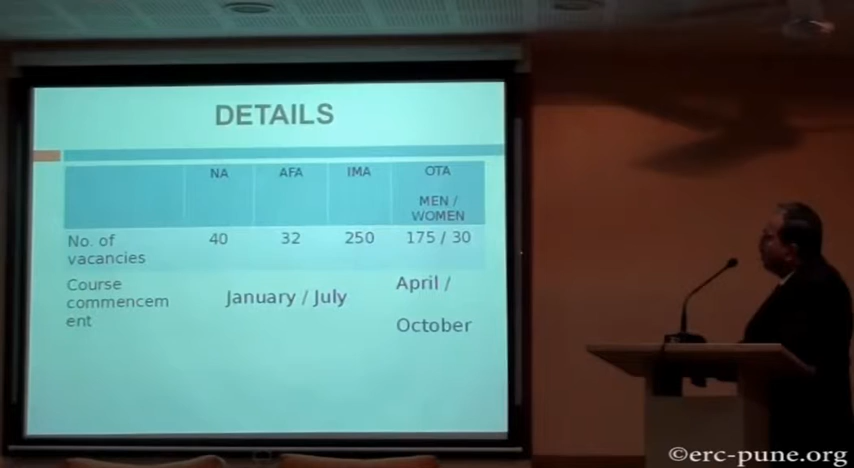 DETAILS
NA AFA IMA OTA
MEN /
WOMEN
No. of 40 32 250 175 / 30
vacancies
Course April /
commencem January / July
ent October
©erc-pune.org